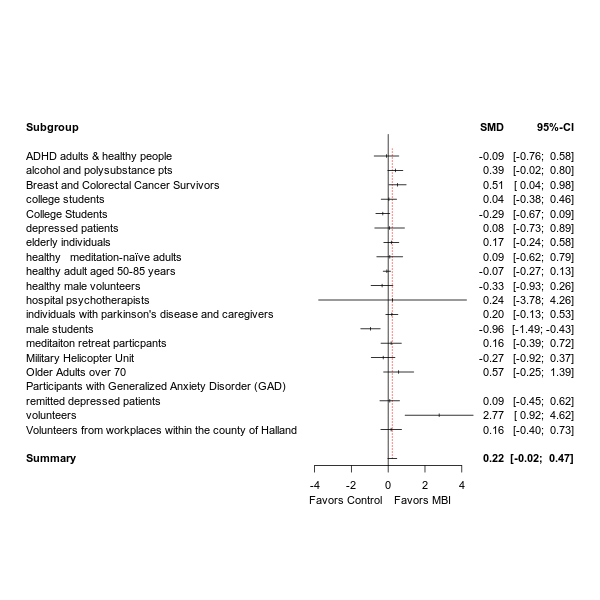 Subgroup SMD 95%-CI
ADHD adults & healthy people -0.09 [-0.76; 0.58]
alcohol and polysubstance pts 0.39 [-0.02; 0.80]
Breast and Colorectal Cancer Survivors 0.51 [ 0.04; 0.98]
college students 0.04 [-0.38; 0.46]
College Students -0.29 [-0.67; 0.09]
depressed patients 0.08 [-0.73; 0.89]
elderly individuals 0.17 [-0.24; 0.58]
healthy meditation-naïve adults 0.09 [-0.62; 0.79]
healthy adult aged 50-85 years -0.07 [-0.27; 0.13]
healthy male volunteers -0.33 [-0.93; 0.26]
hospital psychotherapists 0.24 [-3.78; 4.26]
individuals with parkinson's disease and caregivers 0.20 [-0.13; 0.53]
male students -0.96 [-1.49; -0.43]
meditaiton retreat particpants 0.16 [-0.39; 0.72]
Military Helicopter Unit -0.27 [-0.92; 0.37]
Older Adults over 70 0.57 [-0.25; 1.39]
Participants with Generalized Anxiety Disorder (GAD)
remitted depressed patients 0.09 [-0.45; 0.62]
volunteers 2.77 [ 0.92; 4.62]
Volunteers from workplaces within the county of Halland 0.16 [-0.40; 0.73]
Summary 0.22 [-0.02; 0.47]
-4 -2 0 2 4
Favors Control Favors MBI